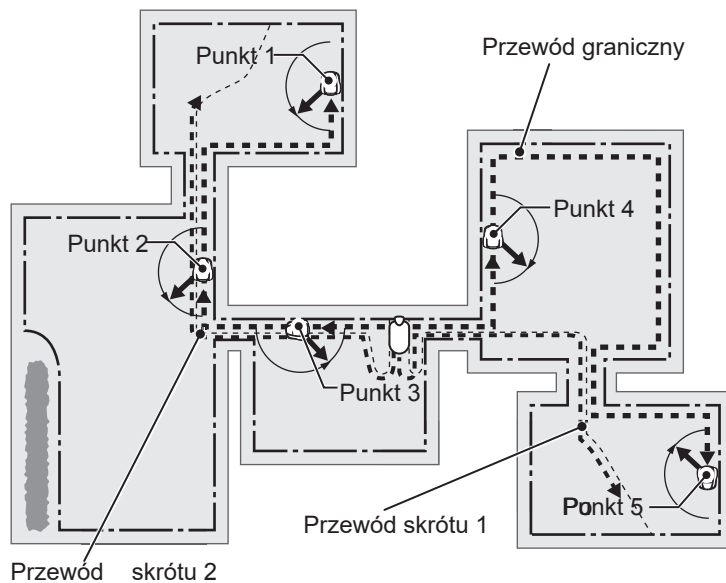 Przewód graniczny
Punkt 1
Punkt 4
Punkt 2
Punkt 3
Punkt 5
Przewód skrótu 1
Przewód skrótu 2